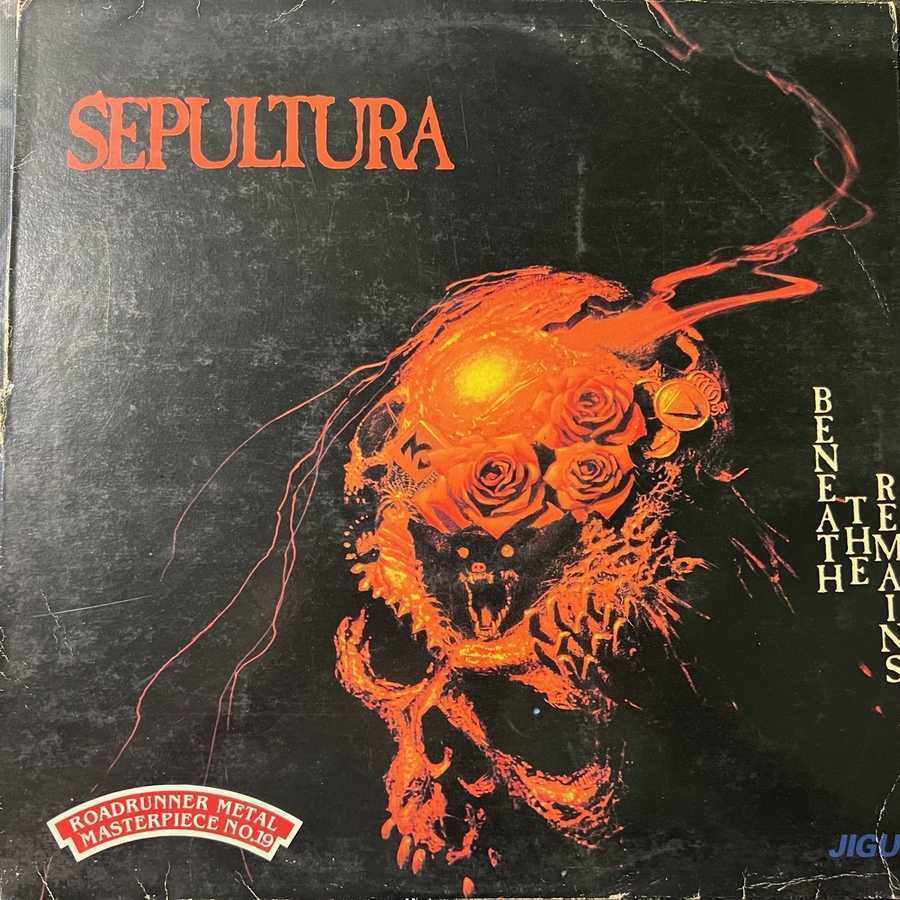 SEPULTURA
BENEATH
THE
REMAINS
ROADRUNNER METAL
MASTERPIECE NO.19
JIGU